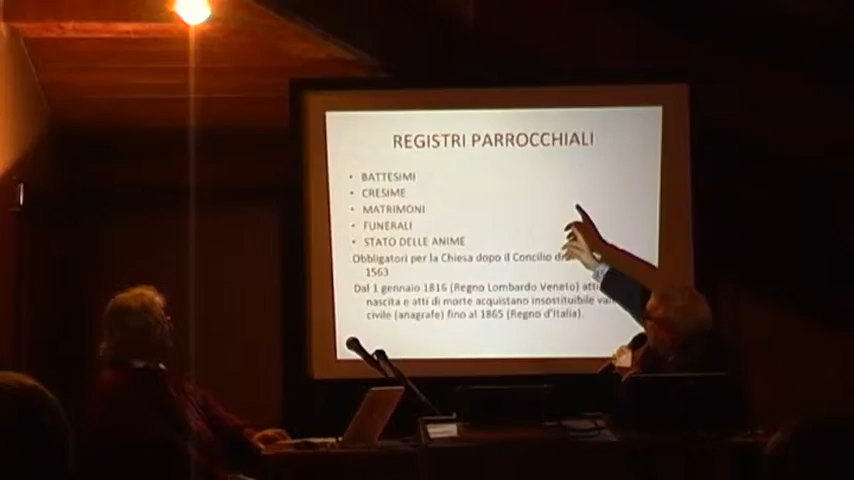 REGISTRI PARROCCHIALI
• BATTESIMI
• CRESIME
• MATRIMONI
• FUNERALI
• STATO DELLE ANIME
Obbligatori per la Chiesa dopo il Concilio
1563
Dal 1 gennaio 1816 (Regno Lombardo Veneto)
nascita e atti di morte acquistano insostituibile
civile (anagrafe) fino al 1865 (Regno d'Italia).